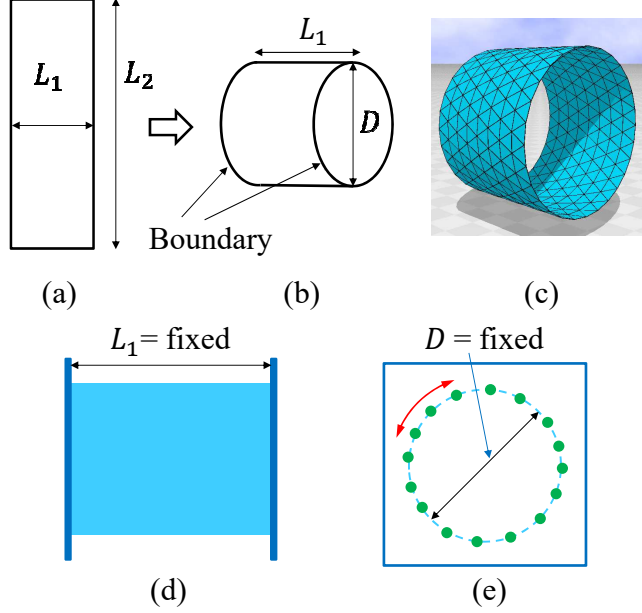 L₁
L₂
L₁
D
Boundary
(a)
(b)
(c)
L₁= fixed
D = fixed
(d)
(e)